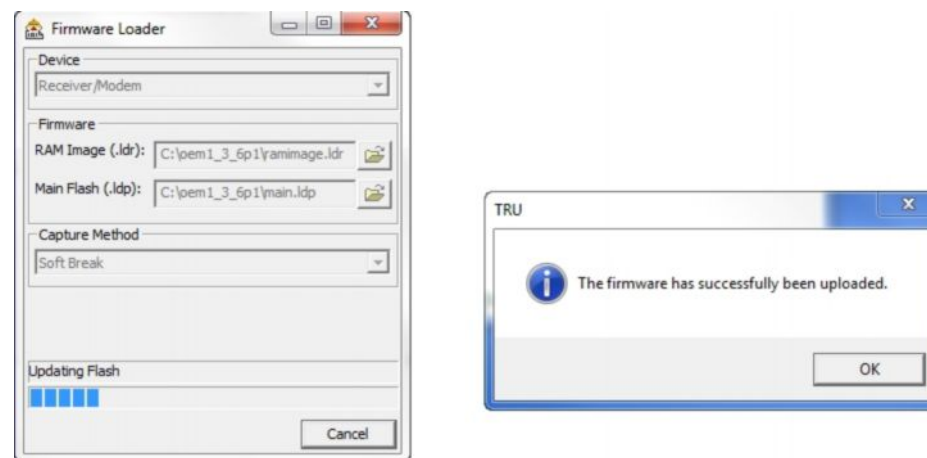 Firmware Loader
Device
Receiver/Modem
Firmware
RAM Image (.ldr): C:\oem1_3_6p1\ramimage.ldr
Main Flash (.ldp): C:\oem1_3_6p1\main.ldp
Capture Method
Soft Break
Updating Flash
Cancel
TRU
The firmware has successfully been uploaded.
OK